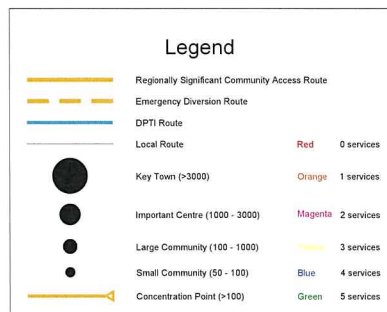 Legend
Regionally Significant Community Access Route
Emergency Diversion Route
DPTI Route
Local Route Red 0 services
Key Town (>3000) Orange 1 services
Important Centre (1000 - 3000) Magenta 2 services
Large Community (100 - 1000) 3 services
Small Community (50 - 100) Blue 4 services
Concentration Point (>100) Green 5 services